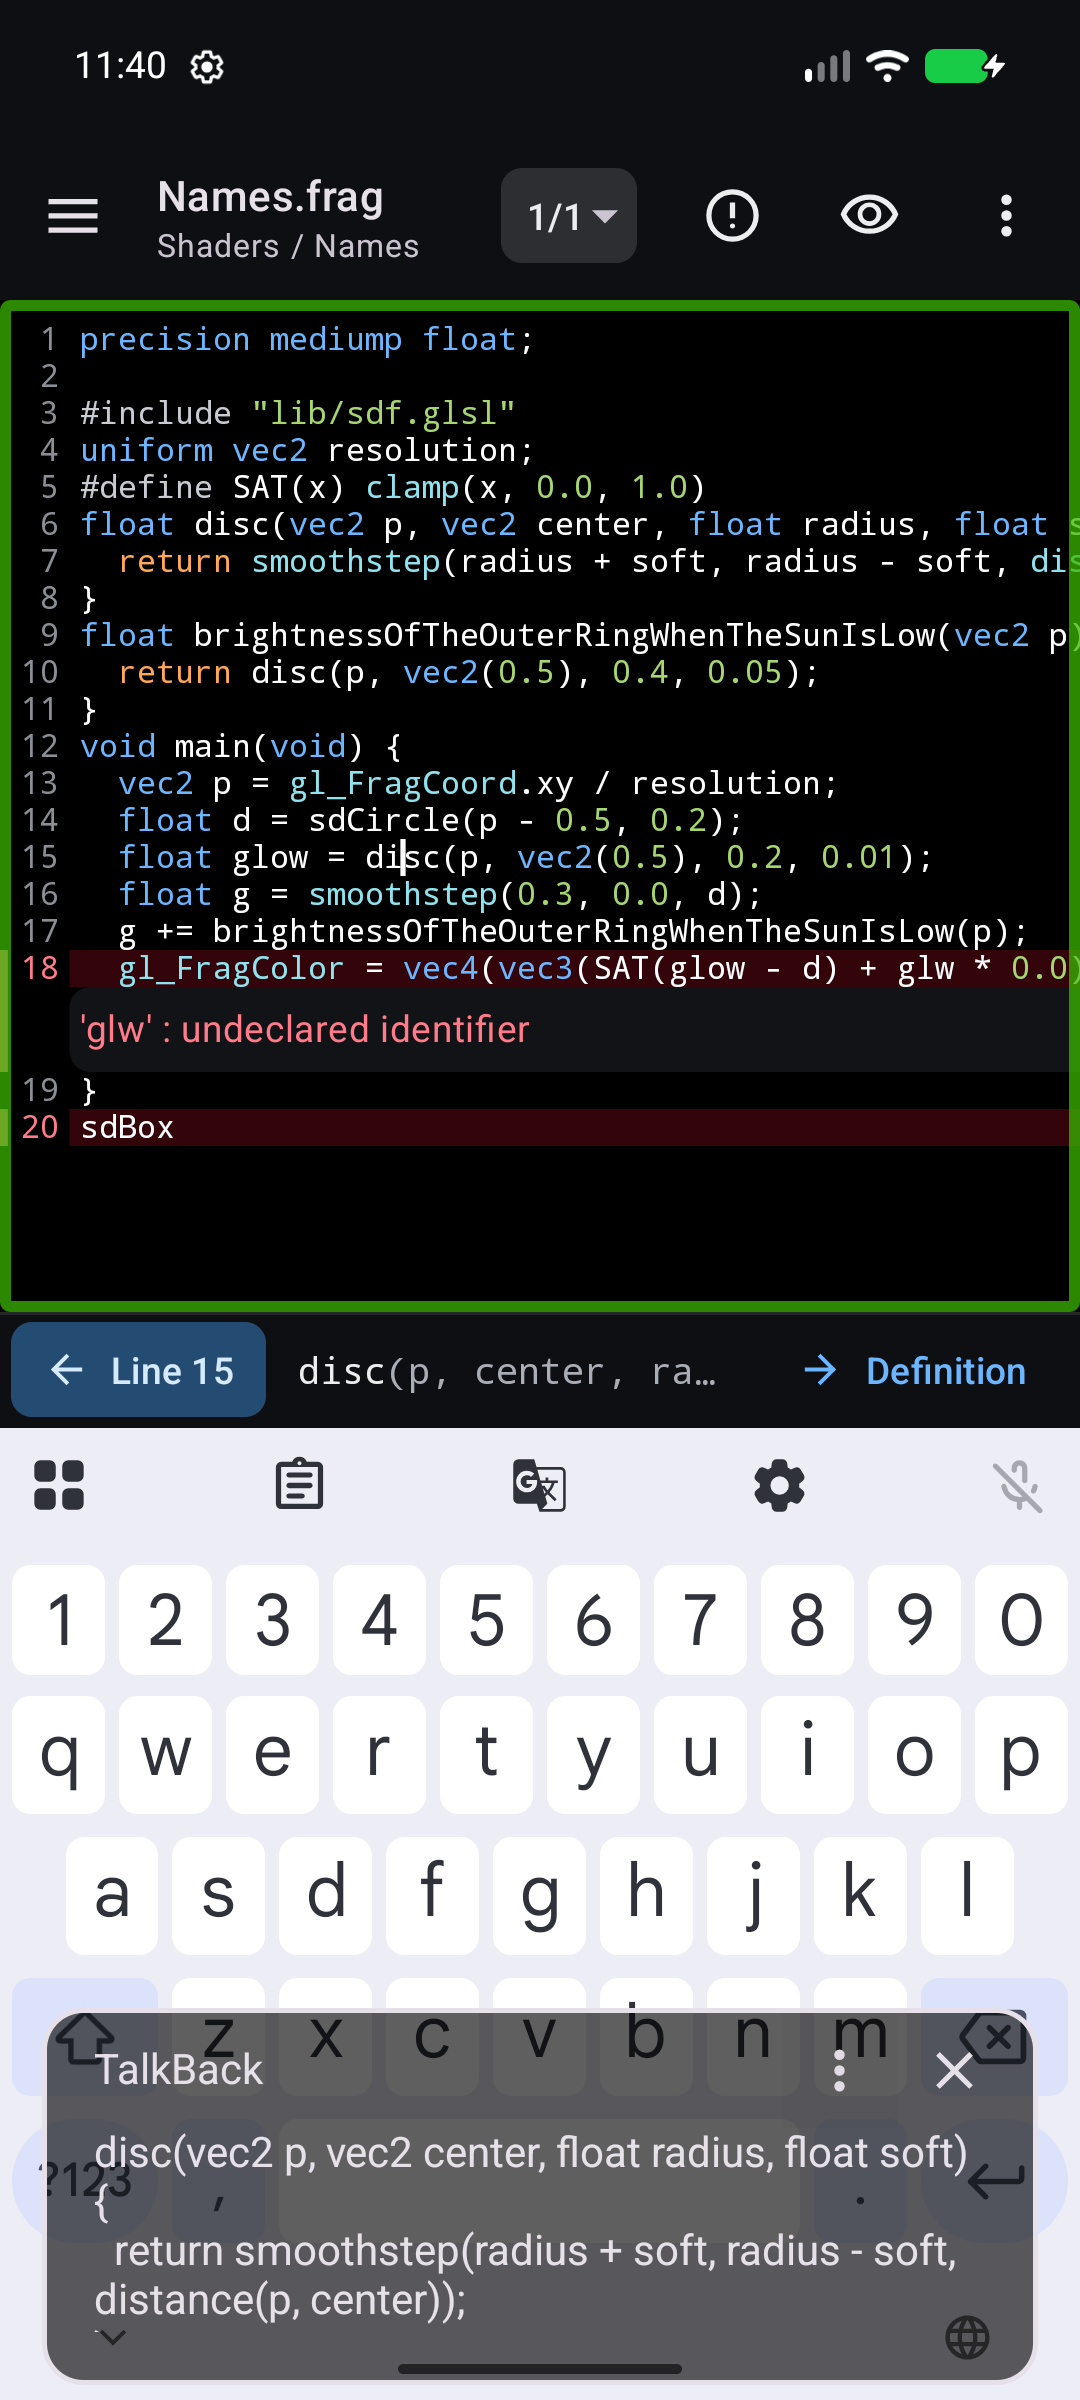 11:40
Names.frag
Shaders / Names
1/1
1 precision mediump float;
2
3 #include "lib/sdf.glsl"
4 uniform vec2 resolution;
5 #define SAT(x) clamp(x, 0.0, 1.0)
6 float disc(vec2 p, vec2 center, float radius, float s
7   return smoothstep(radius + soft, radius - soft, dis
8 }
9 float brightnessOfTheOuterRingWhenTheSunIsLow(vec2 p)
10   return disc(p, vec2(0.5), 0.4, 0.05);
11 }
12 void main(void) {
13   vec2 p = gl_FragCoord.xy / resolution;
14   float d = sdCircle(p - 0.5, 0.2);
15   float glow = disc(p, vec2(0.5), 0.2, 0.01);
16   float g = smoothstep(0.3, 0.0, d);
17   g += brightnessOfTheOuterRingWhenTheSunIsLow(p);
18   gl_FragColor = vec4(vec3(SAT(glow - d) + glw * 0.0)
'glw' : undeclared identifier
19 }
20 sdBox
← Line 15 disc(p, center, ra… → Definition
1 2 3 4 5 6 7 8 9 0
q w e r t y u i o p
a s d f g h j k l
z x c v b n m
TalkBack
disc(vec2 p, vec2 center, float radius, float soft)
{
  return smoothstep(radius + soft, radius - soft,
distance(p, center));
?123 , .